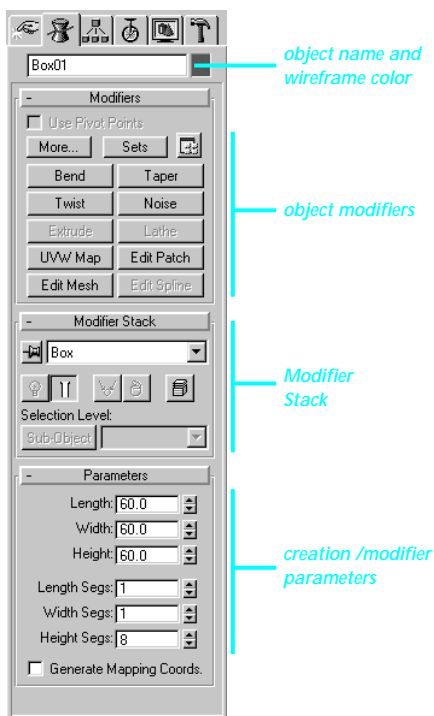 Box01
object name and
wireframe color
- Modifiers
Use Pivot Points
More... Sets
Bend Taper
Twist Noise
Extrude Lathe
UVW Map Edit Patch
Edit Mesh Edit Spline
object modifiers
- Modifier Stack
Box
Selection Level:
Sub-Object
Modifier
Stack
- Parameters
Length: 60.0
Width: 60.0
Height: 60.0
Length Segs: 1
Width Segs: 1
Height Segs: 8
Generate Mapping Coords.
creation /modifier
parameters